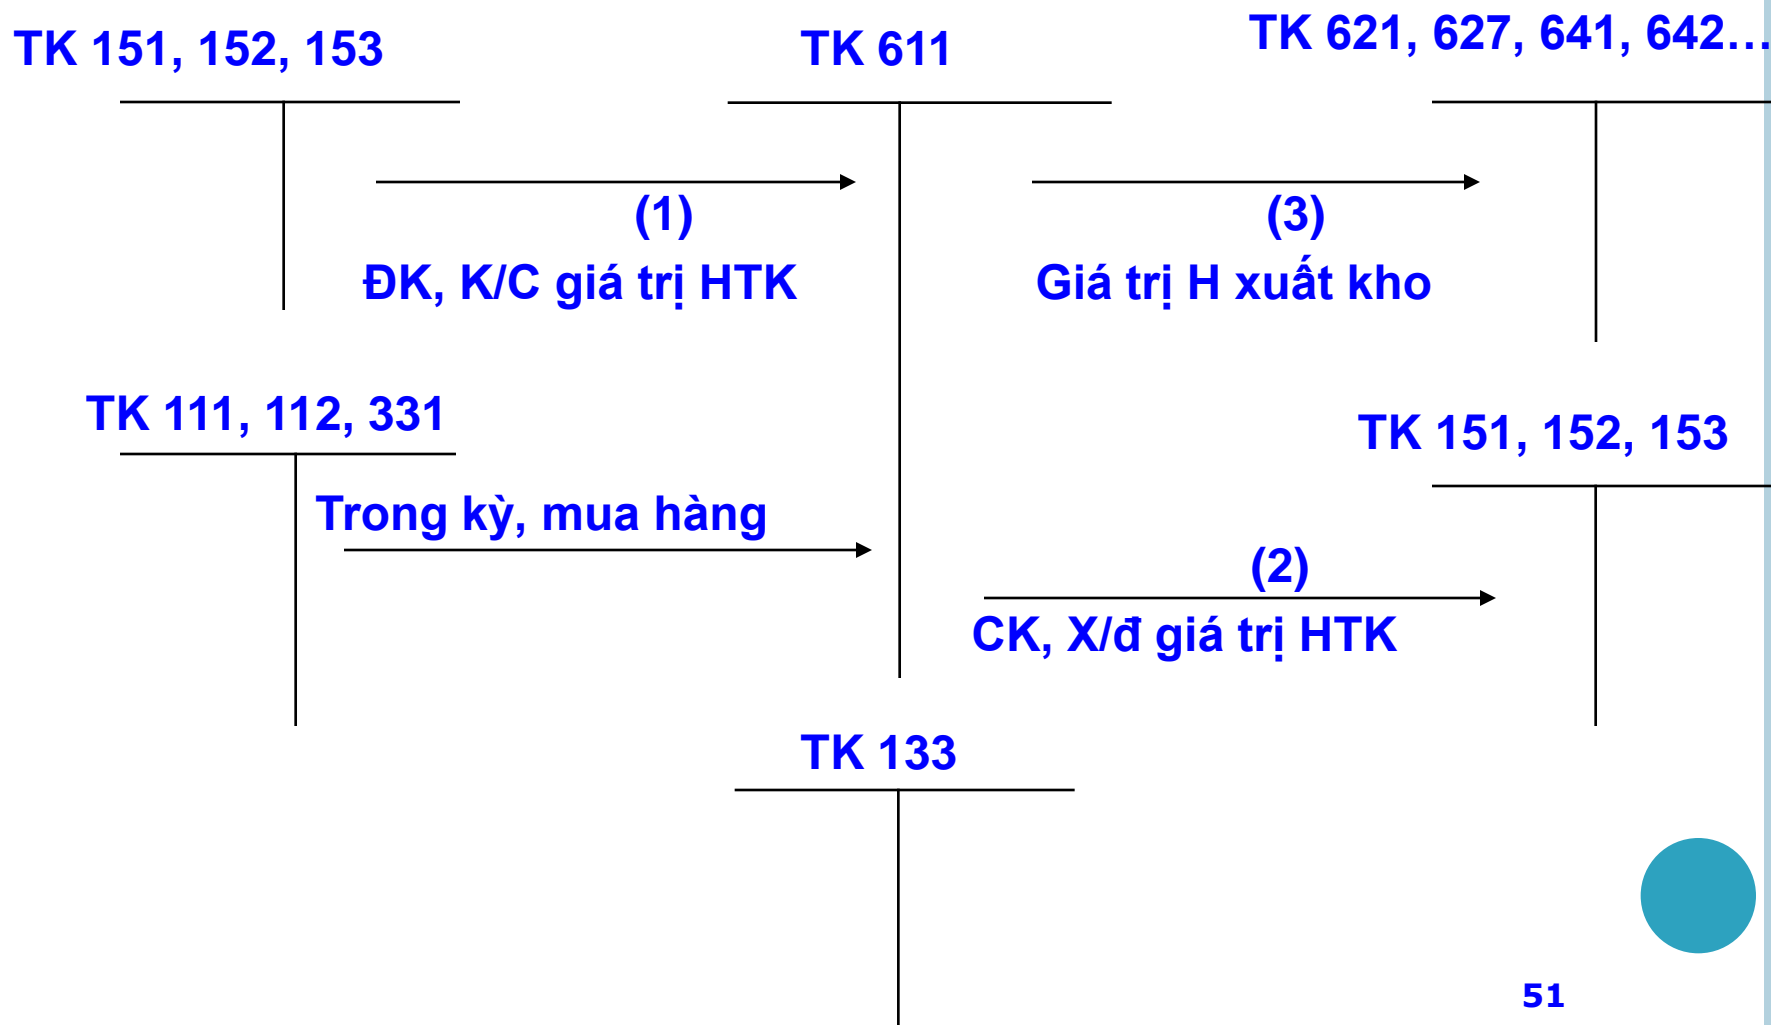 TK 151, 152, 153
TK 611
TK 621, 627, 641, 642…
(1)
ĐK, K/C giá trị HTK
(3)
Giá trị H xuất kho
TK 111, 112, 331
Trong kỳ, mua hàng
TK 151, 152, 153
(2)
CK, X/đ giá trị HTK
TK 133
51